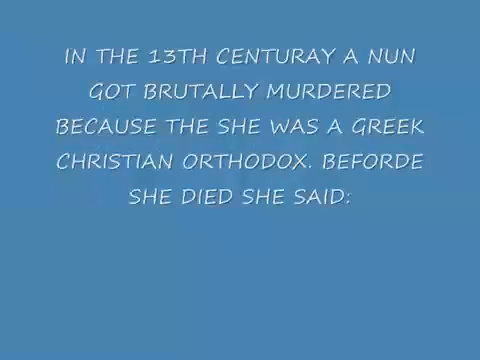 IN THE 13TH CENTURAY A NUN
GOT BRUTALLY MURDERED
BECAUSE THE SHE WAS A GREEK
CHRISTIAN ORTHODOX. BEFORDE
SHE DIED SHE SAID: